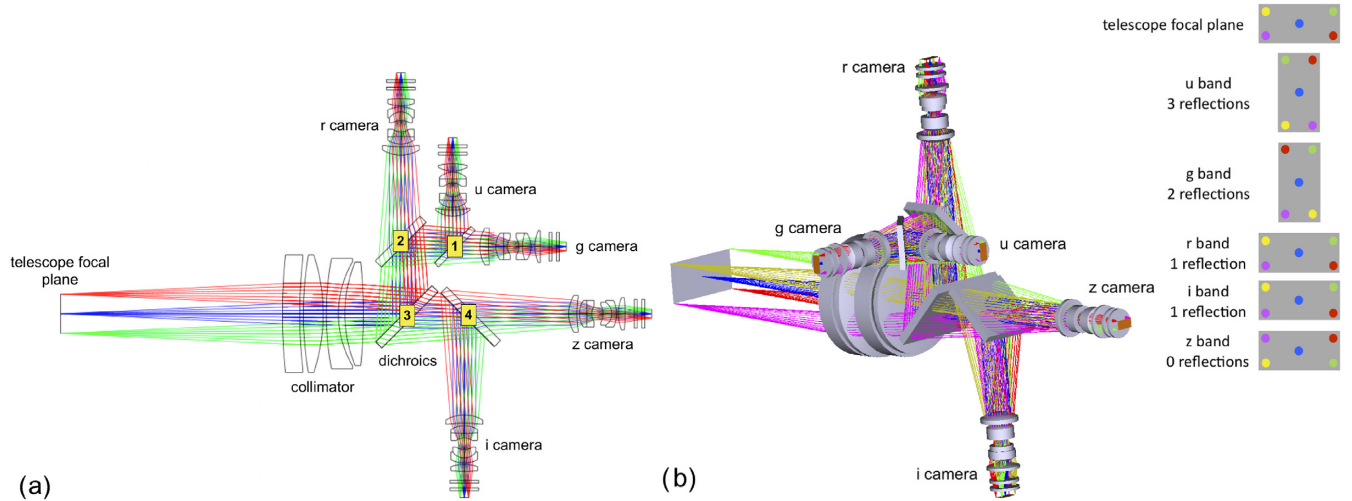 r camera
u camera
2
1
g camera
telescope focal
plane
3
4
z camera
dichroics
collimator
i camera
(a)
r camera
g camera
u camera
z camera
i camera
(b)
telescope focal plane
u band
3 reflections
g band
2 reflections
r band
1 reflection
i band
1 reflection
z band
0 reflections